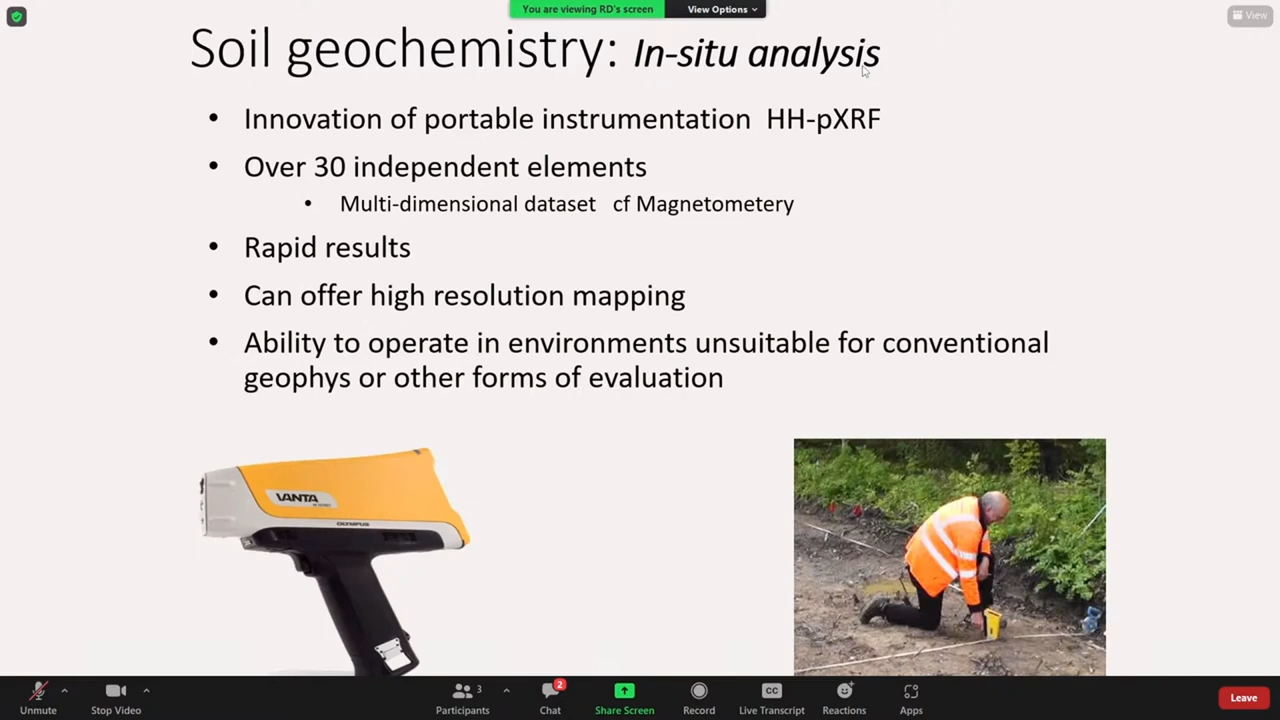 You are viewing RD's screen
View Options
View
Soil geochemistry: In-situ analysis
• Innovation of portable instrumentation HH-pXRF
• Over 30 independent elements
• Multi-dimensional dataset cf Magnetometery
• Rapid results
• Can offer high resolution mapping
• Ability to operate in environments unsuitable for conventional
geophys or other forms of evaluation
VANTA
OLYMPUS
Unmute
Stop Video
Participants
3
Chat
2
Share Screen
Record
CC
Live Transcript
Reactions
Apps
Leave